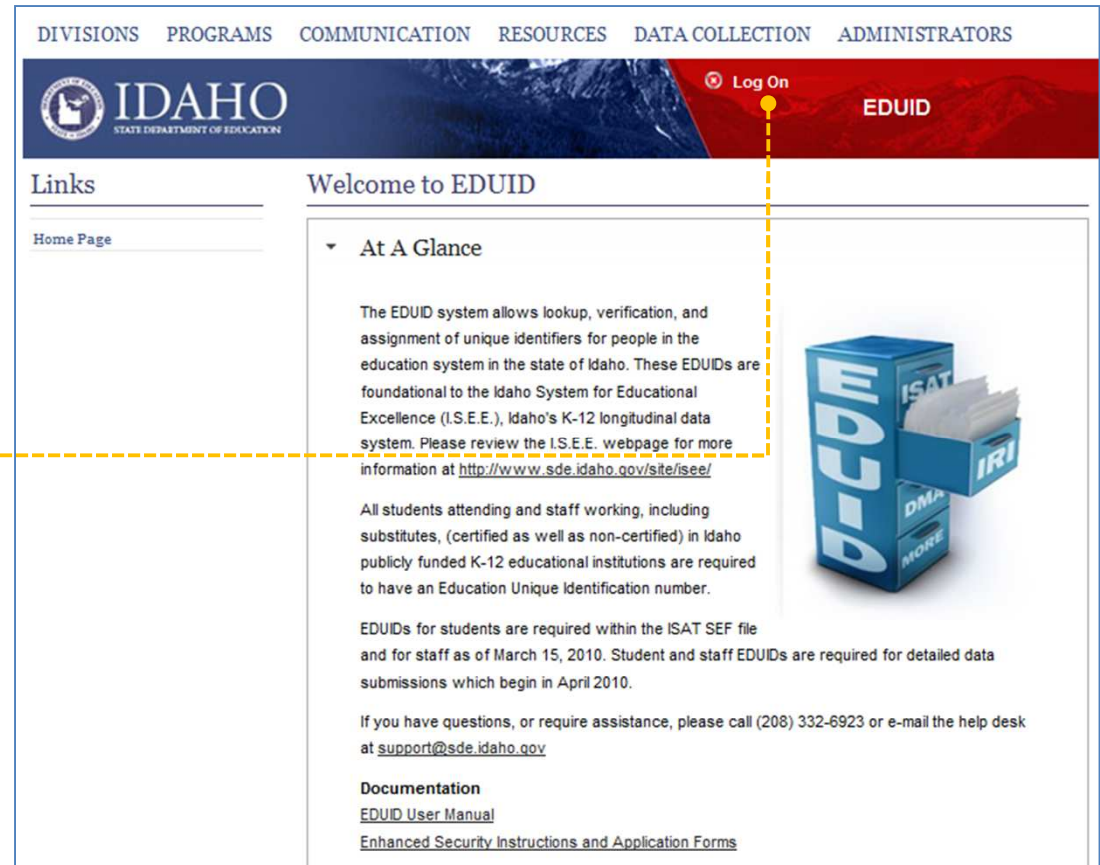 DIVISIONS PROGRAMS COMMUNICATION RESOURCES DATA COLLECTION ADMINISTRATORS
IDAHO
STATE DEPARTMENT OF EDUCATION
Log On
EDUID
Links
Home Page
Welcome to EDUID
At A Glance
The EDUID system allows lookup, verification, and
assignment of unique identifiers for people in the
education system in the state of Idaho. These EDUIDs are
foundational to the Idaho System for Educational
Excellence (I.S.E.E.), Idaho's K-12 longitudinal data
system. Please review the I.S.E.E. webpage for more
information at http://www.sde.idaho.gov/site/isee/
All students attending and staff working, including
substitutes, (certified as well as non-certified) in Idaho
publicly funded K-12 educational institutions are required
to have an Education Unique Identification number.
EDUIDs for students are required within the ISAT SEF file
and for staff as of March 15, 2010. Student and staff EDUIDs are required for detailed data
submissions which begin in April 2010.
If you have questions, or require assistance, please call (208) 332-6923 or e-mail the help desk
at support@sde.idaho.gov
Documentation
EDUID User Manual
Enhanced Security Instructions and Application Forms
EDUID
ISAT
IRI
DMA
MORE